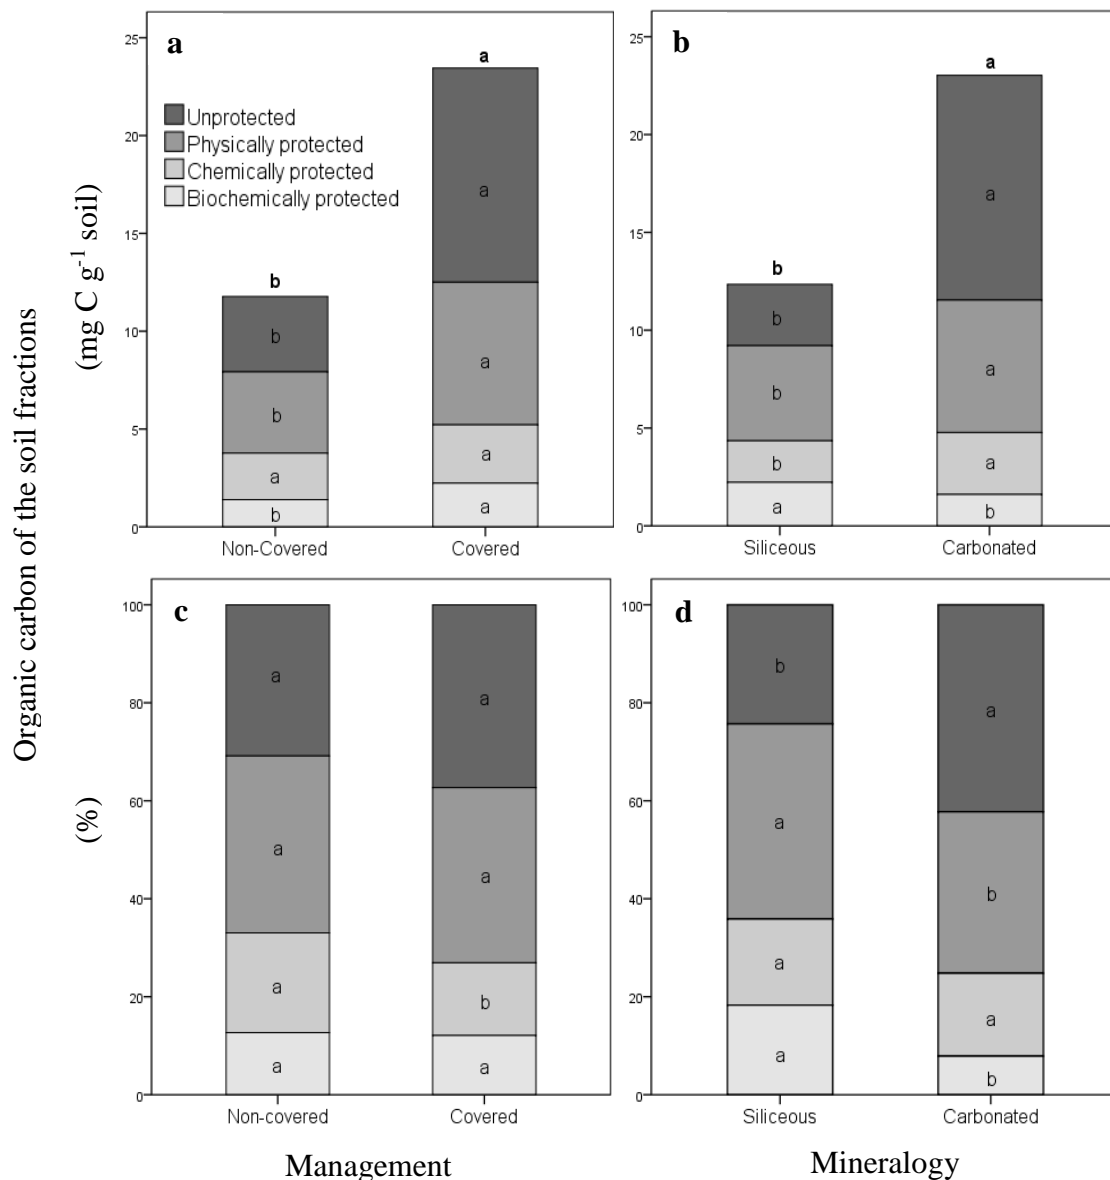 Organic carbon of the soil fractions
(mg C g⁻¹ soil)
(%)
a
25
20
15
10
5
0
Unprotected
Physically protected
Chemically protected
Biochemically protected
b
b
b
a
b
a
a
a
a
a
Non-Covered
Covered
b
25
20
15
10
5
0
b
b
b
b
a
a
a
a
a
b
Siliceous
Carbonated
c
100
80
60
40
20
0
a
a
a
a
a
a
b
a
Non-covered
Covered
Management
d
100
80
60
40
20
0
b
a
a
a
a
b
a
b
Siliceous
Carbonated
Mineralogy